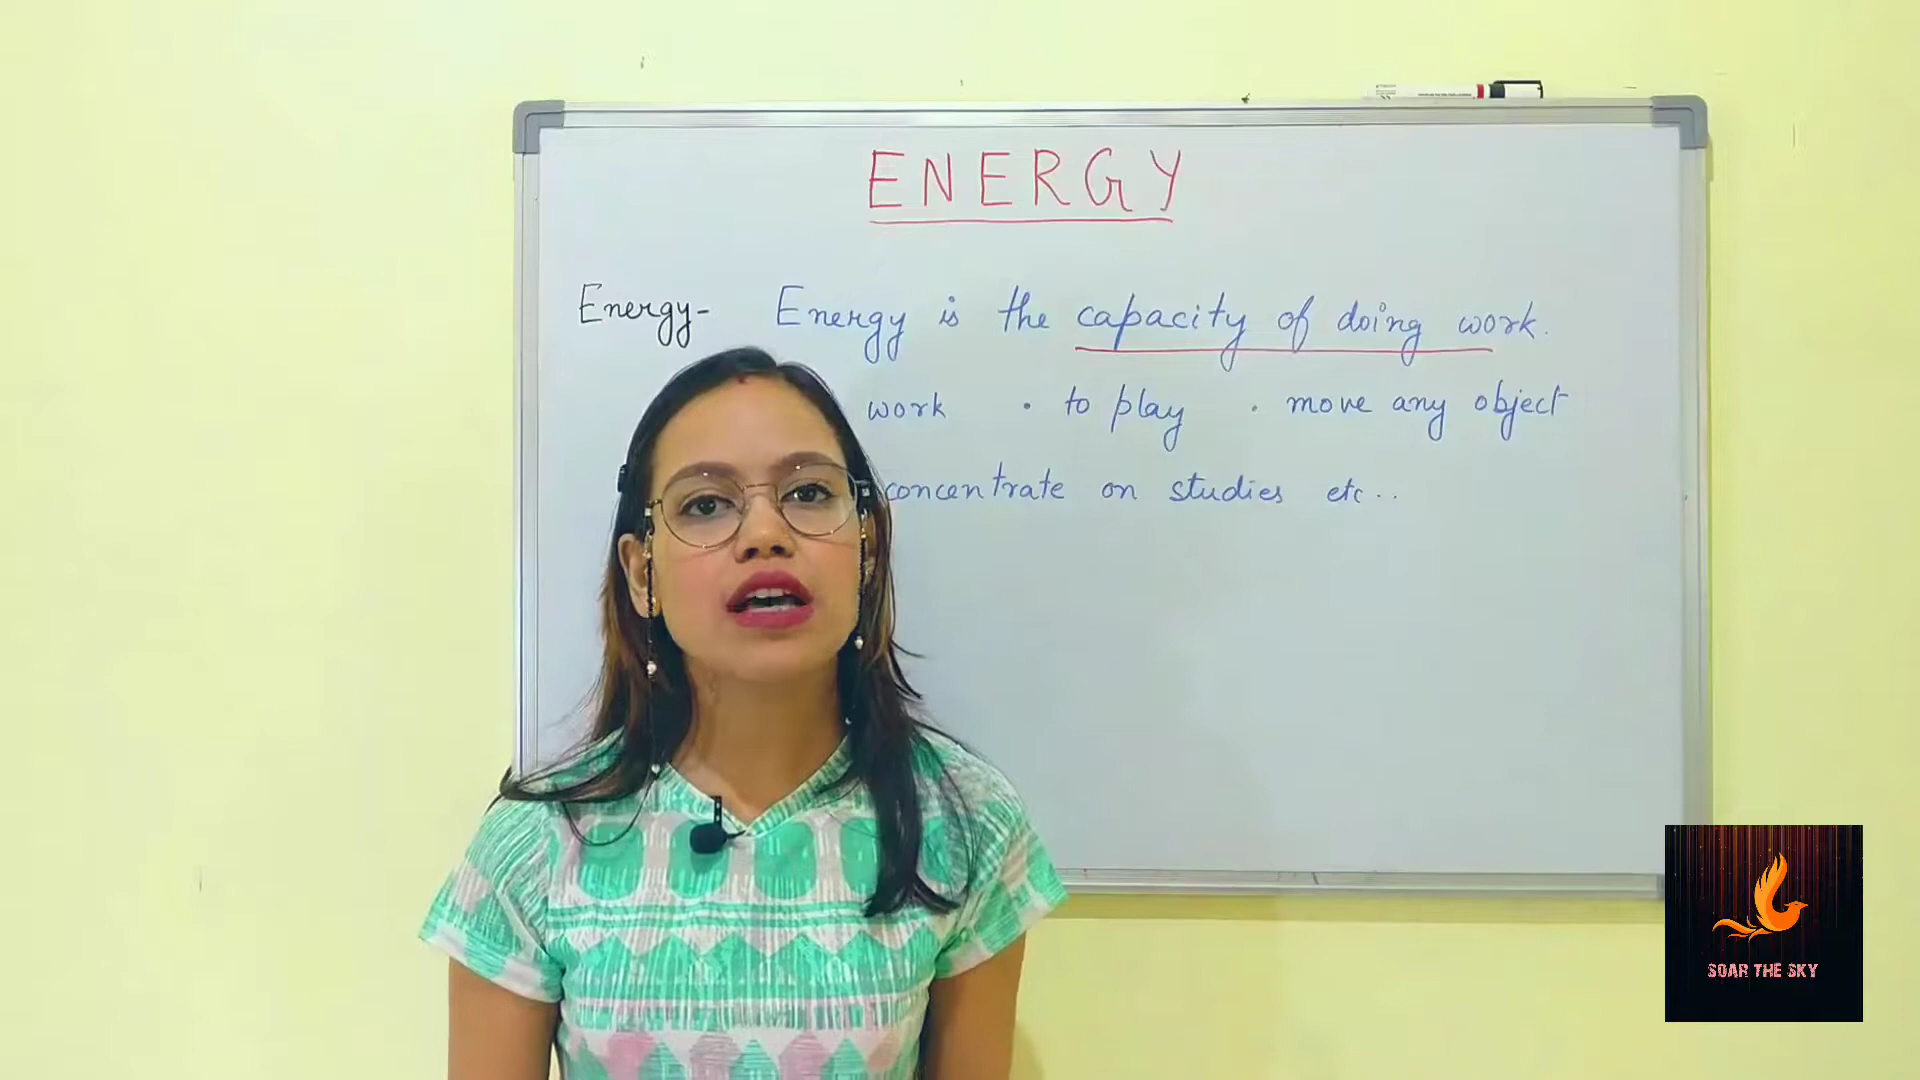 ENERGY
Energy- Energy is the capacity of doing work.
work • to play • move any object
concentrate on studies etc..
SOAR THE SKY